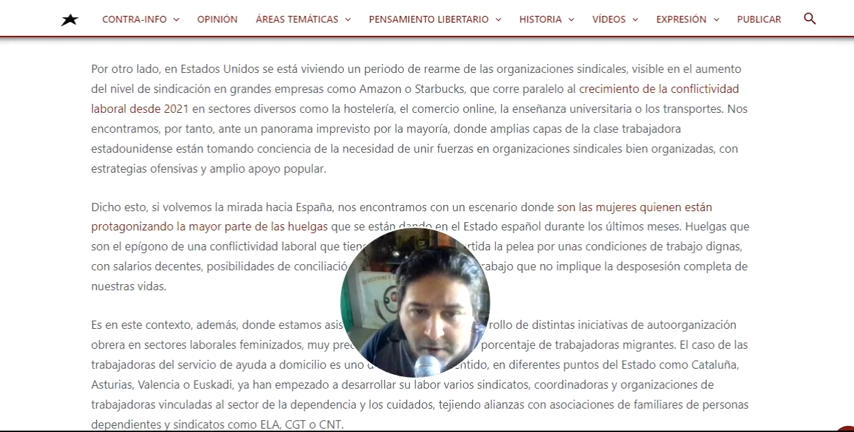 CONTRA-INFO OPINIÓN ÁREAS TEMÁTICAS PENSAMIENTO LIBERTARIO HISTORIA VÍDEOS EXPRESIÓN PUBLICAR
Por otro lado, en Estados Unidos se está viviendo un periodo de rearme de las organizaciones sindicales, visible en el aumento
del nivel de sindicación en grandes empresas como Amazon o Starbucks, que corre paralelo al crecimiento de la conflictividad
laboral desde 2021 en sectores diversos como la hostelería, el comercio online, la enseñanza universitaria o los transportes. Nos
encontramos, por tanto, ante un panorama imprevisto por la mayoría, donde amplias capas de la clase trabajadora
estadounidense están tomando conciencia de la necesidad de unir fuerzas en organizaciones sindicales bien organizadas, con
estrategias ofensivas y amplio apoyo popular.
Dicho esto, si volvemos la mirada hacia España, nos encontramos con un escenario donde son las mujeres quienen están
protagonizando la mayor parte de las huelgas que se están dando en el Estado español durante los últimos meses. Huelgas que
son el epígono de una conflictividad laboral que rtida la pelea por unas condiciones de trabajo dignas,
con salarios decentes, posibilidades de rabajo que no implique la desposesión completa de
nuestras vidas.
Es en este contexto, además, donde estamos rollo de distintas iniciativas de autoorganización
obrera en sectores laborales feminizados, muy porcentaje de trabajadoras migrantes. El caso de las
trabajadoras del servicio de ayuda a domicilio es uno entido, en diferentes puntos del Estado como Cataluña,
Asturias, Valencia o Euskadi, ya han empezado a desarrollar su labor varios sindicatos, coordinadoras y organizaciones de
trabajadoras vinculadas al sector de la dependencia y los cuidados, tejiendo alianzas con asociaciones de familiares de personas
dependientes y sindicatos como ELA, CGT o CNT.